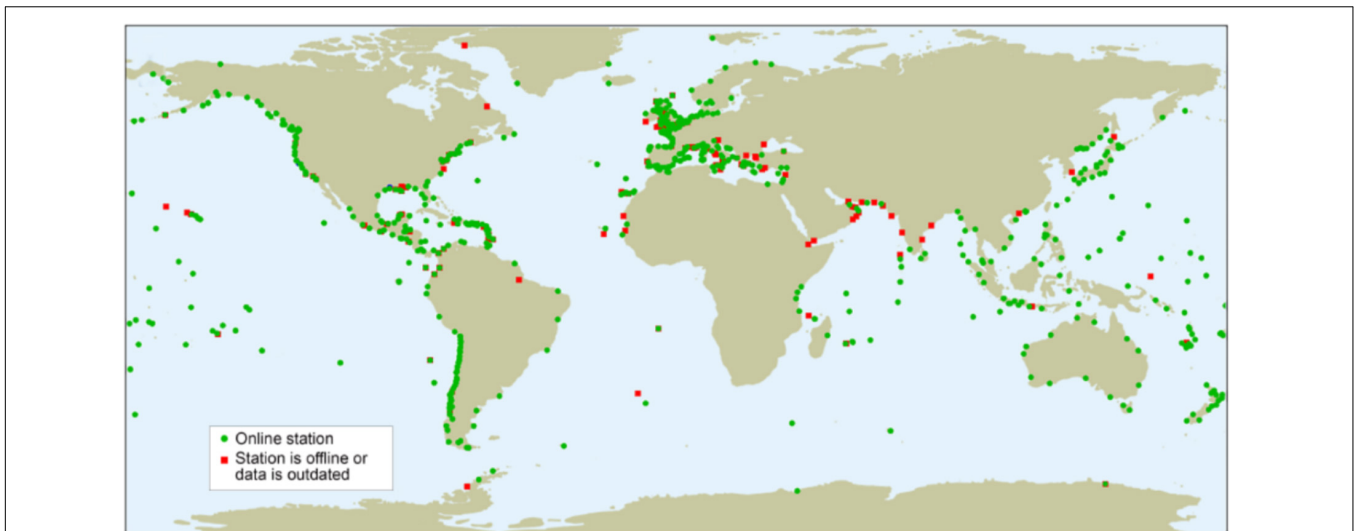 Online station
Station is offline or
data is outdated